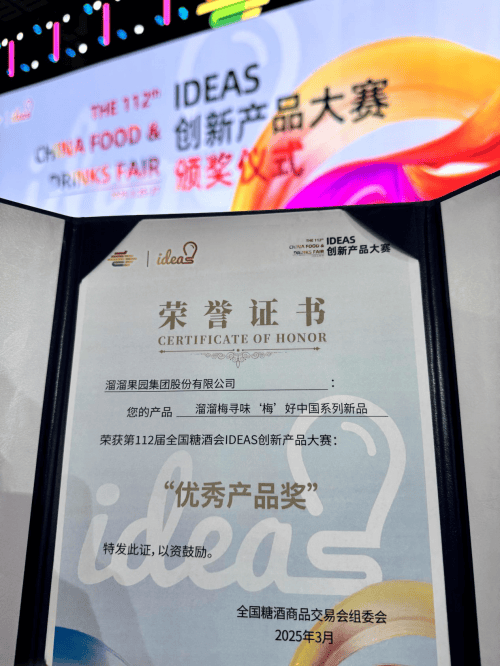 THE 112th
CHINA FOOD &
DRINKS FAIR
IDEAS
创新产品大赛
颁奖仪式
ideas
ideas
THE 112th
CHINA FOOD &
DRINKS FAIR
IDEAS
创新产品大赛
荣誉证书
CERTIFICATE OF HONOR
溜溜果园集团股份有限公司：
您的产品 溜溜梅寻味‘梅’好中国系列新品
荣获第112届全国糖酒会IDEAS创新产品大赛：
“优秀产品奖”
ideas
特发此证，以资鼓励。
全国糖酒商品交易会组委会
2025年3月